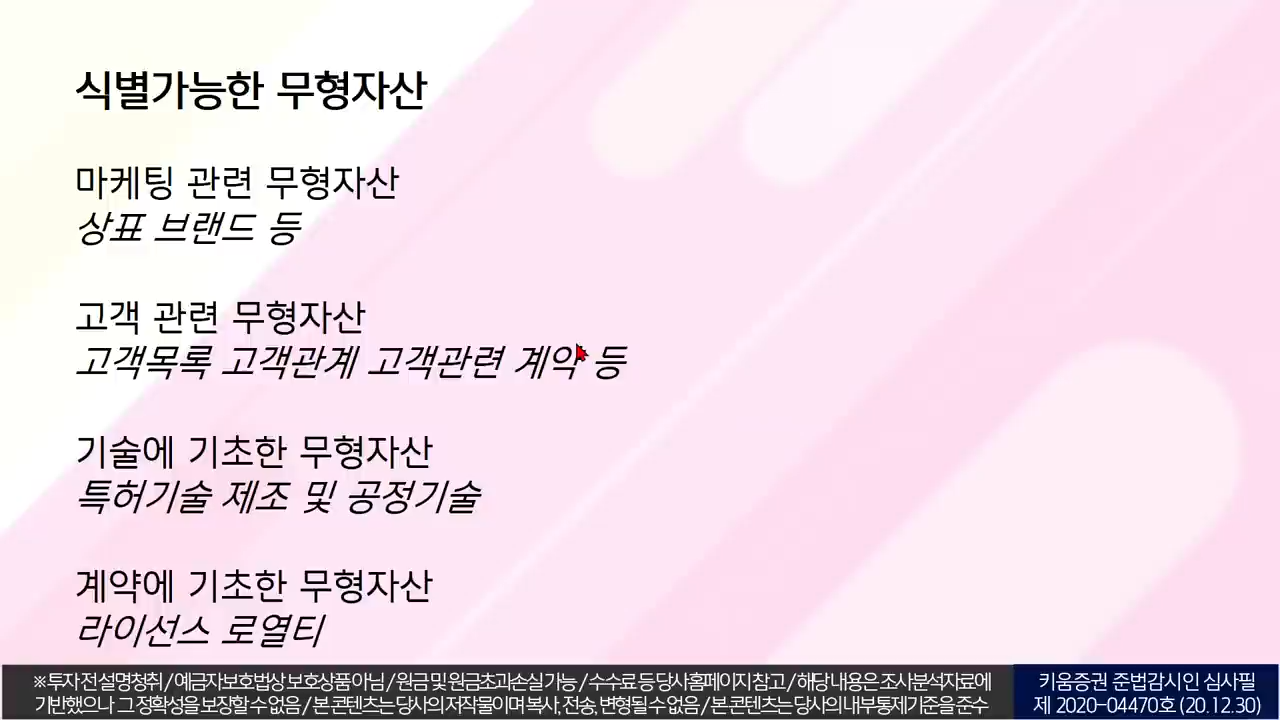 식별가능한 무형자산
마케팅 관련 무형자산
상표 브랜드 등
고객 관련 무형자산
고객목록 고객관계 고객관련 계약 등
기술에 기초한 무형자산
특허기술 제조 및 공정기술
계약에 기초한 무형자산
라이선스 로열티
※ 투자 전 설명청취 / 예금자보호법상 보호상품 아님 / 원금 및 원금초과손실 가능 / 수수료 등 당사홈페이지 참고 / 해당 내용은 조사분석자료에
기반했으나 그 정확성을 보장할 수 없음 / 본 콘텐츠는 당사의 저작물이며 복사, 전송, 변형될 수 없음 / 본 콘텐츠는 당사의 내부통제기준을 준수
키움증권 준법감시인 심사필
제 2020-04470호 (20.12.30)